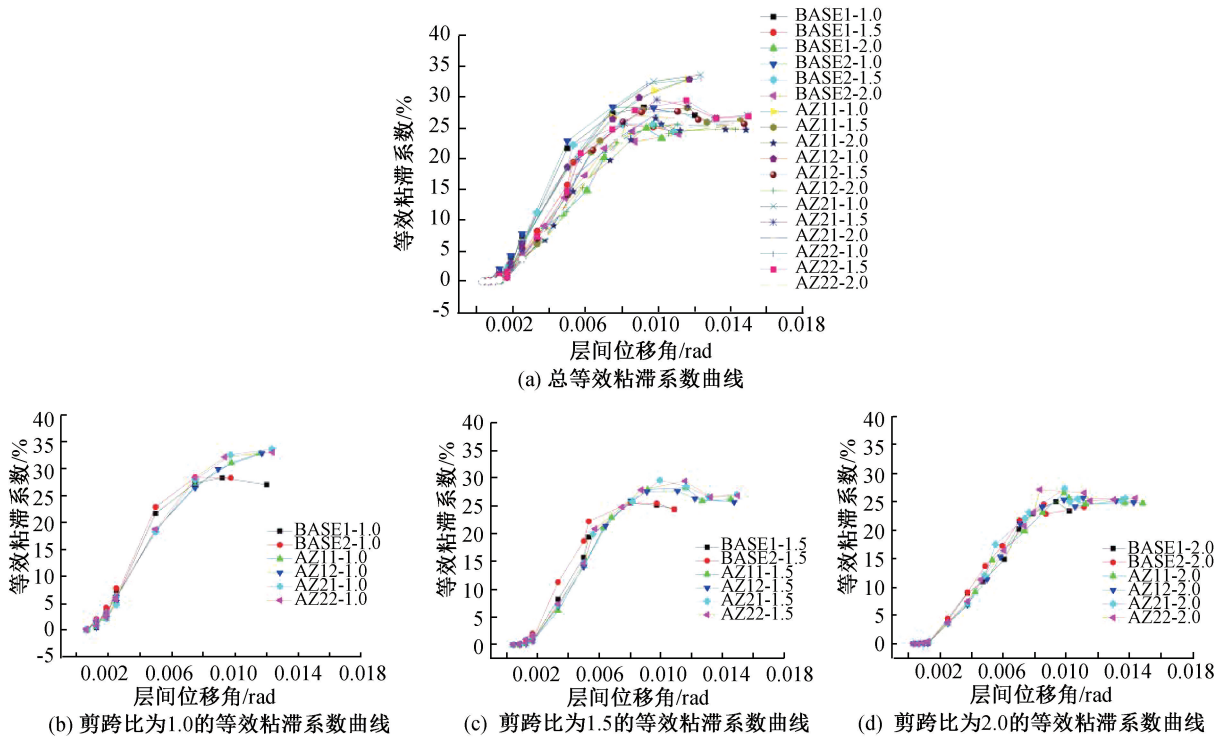 等效粘滞系数/%
40
35
30
25
20
15
10
5
0
-5
0.002 0.006 0.010 0.014 0.018
层间位移角/rad
BASE1-1.0
BASE1-1.5
BASE1-2.0
BASE2-1.0
BASE2-1.5
BASE2-2.0
AZ11-1.0
AZ11-1.5
AZ11-2.0
AZ12-1.0
AZ12-1.5
AZ12-2.0
AZ21-1.0
AZ21-1.5
AZ21-2.0
AZ22-1.0
AZ22-1.5
AZ22-2.0
(a) 总等效粘滞系数曲线
等效粘滞系数/%
40
35
30
25
20
15
10
5
0
-5
0.002 0.006 0.010 0.014 0.018
层间位移角/rad
BASE1-1.0
BASE2-1.0
AZ11-1.0
AZ12-1.0
AZ21-1.0
AZ22-1.0
(b) 剪跨比为1.0的等效粘滞系数曲线
等效粘滞系数/%
40
35
30
25
20
15
10
5
0
0.002 0.006 0.010 0.014 0.018
层间位移角/rad
BASE1-1.5
BASE2-1.5
AZ11-1.5
AZ12-1.5
AZ21-1.5
AZ22-1.5
(c) 剪跨比为1.5的等效粘滞系数曲线
等效粘滞系数/%
40
35
30
25
20
15
10
5
0
0.002 0.006 0.010 0.014 0.018
层间位移角/rad
BASE1-2.0
BASE2-2.0
AZ11-2.0
AZ12-2.0
AZ21-2.0
AZ22-2.0
(d) 剪跨比为2.0的等效粘滞系数曲线